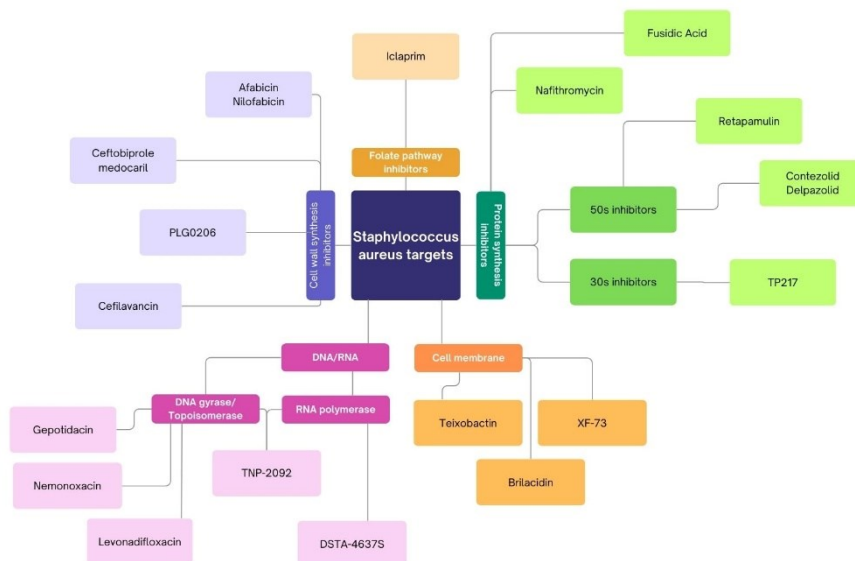 Fusidic Acid
Iclaprim
Afabicin
Nilofabicin
Nafithromycin
Retapamulin
Ceftobiprole
medocaril
Folate pathway
inhibitors
Contezolid
Delpazolid
Cell wall synthesis
inhibitors
Staphylococcus
aureus targets
Protein synthesis
inhibitors
50s inhibitors
PLG0206
30s inhibitors
TP217
Cefilavancin
DNA/RNA
Cell membrane
DNA gyrase/
Topoisomerase
RNA polymerase
Gepotidacin
Teixobactin
XF-73
TNP-2092
Nemonoxacin
Brilacidin
Levonadifloxacin
DSTA-4637S